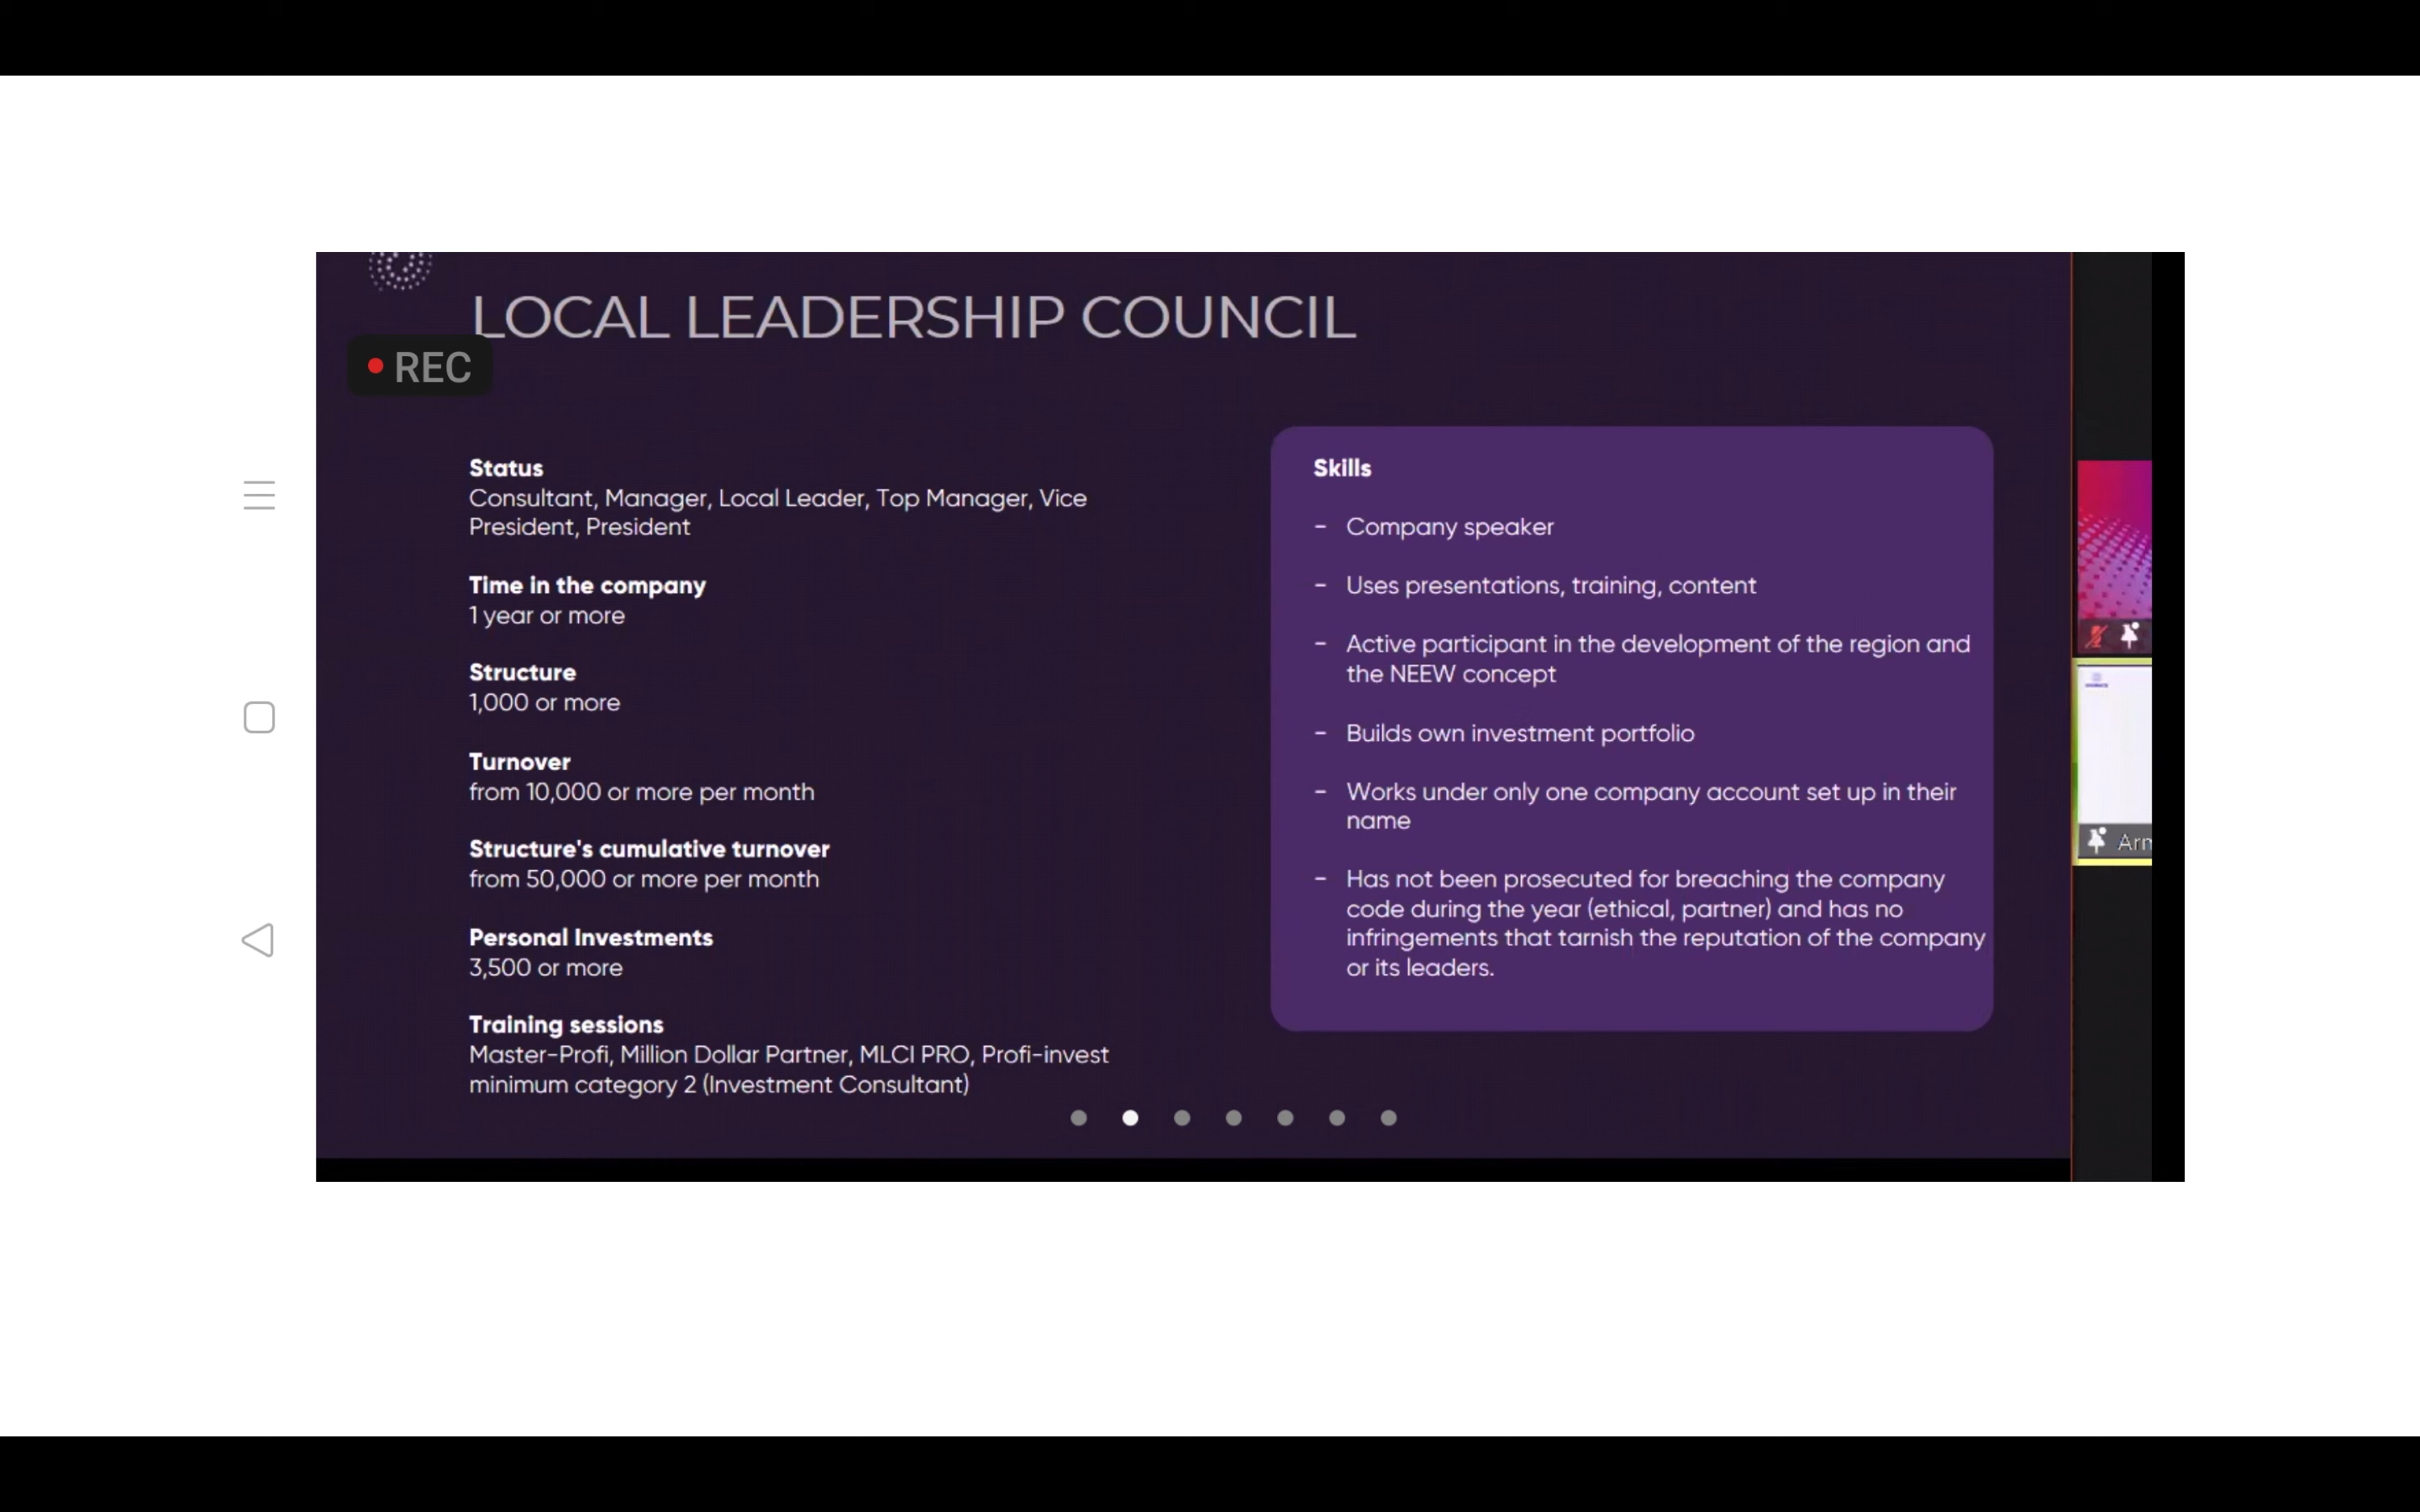 LOCAL LEADERSHIP COUNCIL
REC
Status
Consultant, Manager, Local Leader, Top Manager, Vice
President, President
Time in the company
1 year or more
Structure
1,000 or more
Turnover
from 10,000 or more per month
Structure's cumulative turnover
from 50,000 or more per month
Personal Investments
3,500 or more
Training sessions
Master-Profi, Million Dollar Partner, MLCI PRO, Profi-invest
minimum category 2 (Investment Consultant)
Skills
- Company speaker
- Uses presentations, training, content
- Active participant in the development of the region and
the NEEW concept
- Builds own investment portfolio
- Works under only one company account set up in their
name
- Has not been prosecuted for breaching the company
code during the year (ethical, partner) and has no
infringements that tarnish the reputation of the company
or its leaders.